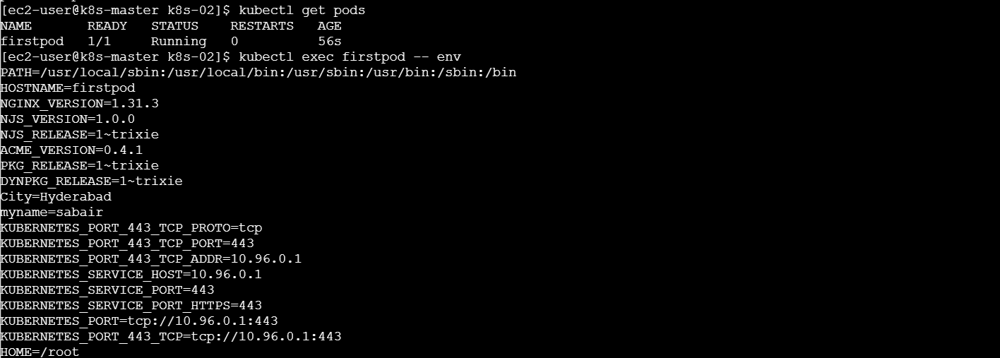 [ec2-user@k8s-master k8s-02]$ kubectl get pods
NAME       READY   STATUS    RESTARTS   AGE
firstpod   1/1     Running   0          56s
[ec2-user@k8s-master k8s-02]$ kubectl exec firstpod -- env
PATH=/usr/local/sbin:/usr/local/bin:/usr/sbin:/usr/bin:/sbin:/bin
HOSTNAME=firstpod
NGINX_VERSION=1.31.3
NJS_VERSION=1.0.0
NJS_RELEASE=1~trixie
ACME_VERSION=0.4.1
PKG_RELEASE=1~trixie
DYNPKG_RELEASE=1~trixie
City=Hyderabad
myname=sabair
KUBERNETES_PORT_443_TCP_PROTO=tcp
KUBERNETES_PORT_443_TCP_PORT=443
KUBERNETES_PORT_443_TCP_ADDR=10.96.0.1
KUBERNETES_SERVICE_HOST=10.96.0.1
KUBERNETES_SERVICE_PORT=443
KUBERNETES_SERVICE_PORT_HTTPS=443
KUBERNETES_PORT=tcp://10.96.0.1:443
KUBERNETES_PORT_443_TCP=tcp://10.96.0.1:443
HOME=/root